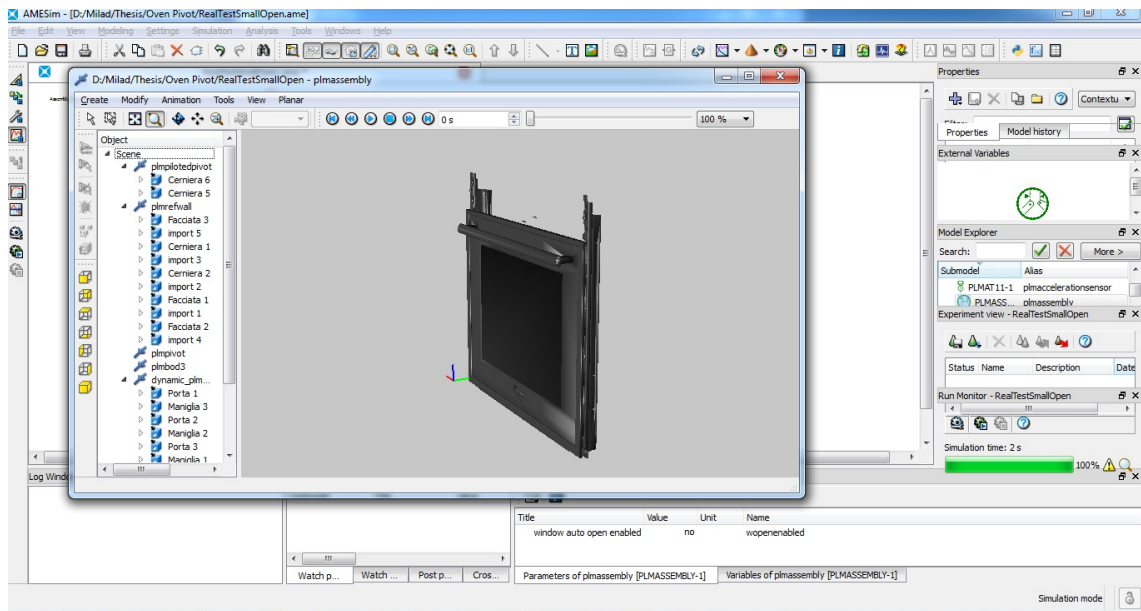 AMESim - [D:/Milad/Thesis/Oven Pivot/RealTestSmallOpen.ame]
File Edit View Modeling Settings Simulation Analysis Tools Windows Help
D:/Milad/Thesis/Oven Pivot/RealTestSmallOpen - plmassembly
Create Modify Animation Tools View Planar
0 s
100 %
Object
Scene
plmpilotedpivot
Cerniera 6
Cerniera 5
plmrefwall
Facciata 3
import 5
Cerniera 1
import 3
Cerniera 2
import 2
Facciata 1
import 1
Facciata 2
import 4
plmpivot
plmbod3
dynamic_plm...
Porta 1
Maniglia 3
Porta 2
Maniglia 2
Porta 3
Maniglia 1
Properties
Contextu
Properties Model history
External Variables
Model Explorer
Search: More >
Submodel Alias
PLMAT11-1 plmaccelerationsensor
PLMASS... plmassembly
Experiment view - RealTestSmallOpen
Status Name Description Date
Run Monitor - RealTestSmallOpen
Simulation time: 2 s
100%
Log Windo
Title Value Unit Name
window auto open enabled no wopenenabled
Watch p... Watch ... Post p... Cros...
Parameters of plmassembly [PLMASSEMBLY-1] Variables of plmassembly [PLMASSEMBLY-1]
Simulation mode